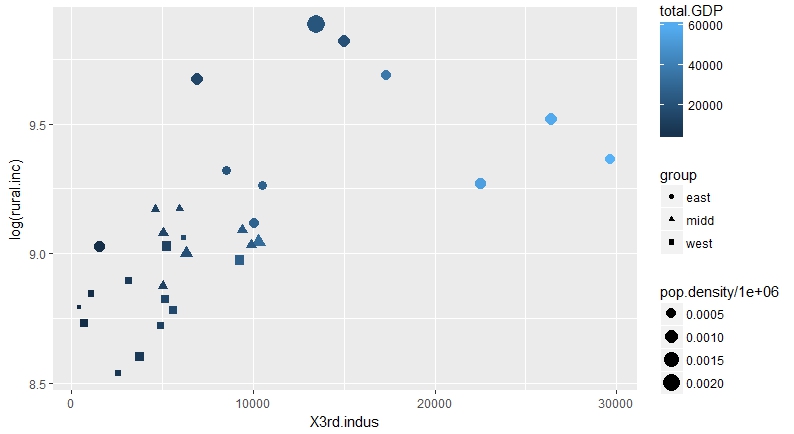 total.GDP
60000
40000
20000
group
east
midd
west
pop.density/1e+06
0.0005
0.0010
0.0015
0.0020
log(rural.inc)
9.5
9.0
8.5
0 10000 20000 30000
X3rd.indus